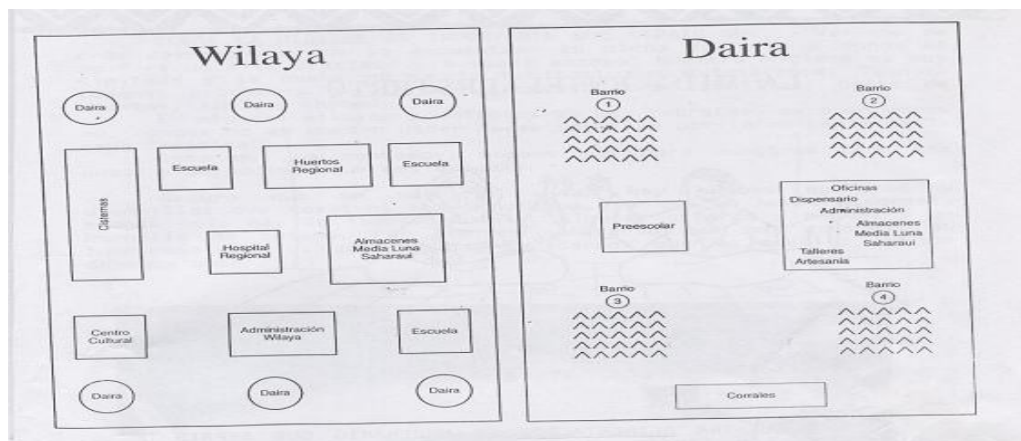 Wilaya
Daira
Daira
Daira
Cisternas
Escuela
Huertos
Regional
Escuela
Hospital
Regional
Almacenes
Media Luna
Saharaui
Centro
Cultural
Administración
Wilaya
Escuela
Daira
Daira
Daira
Daira
Barrio
1
Barrio
2
Preescolar
Oficinas
Dispensario
Administración
Almacenes
Media Luna
Saharaui
Talleres
Artesanía
Barrio
3
Barrio
4
Corrales